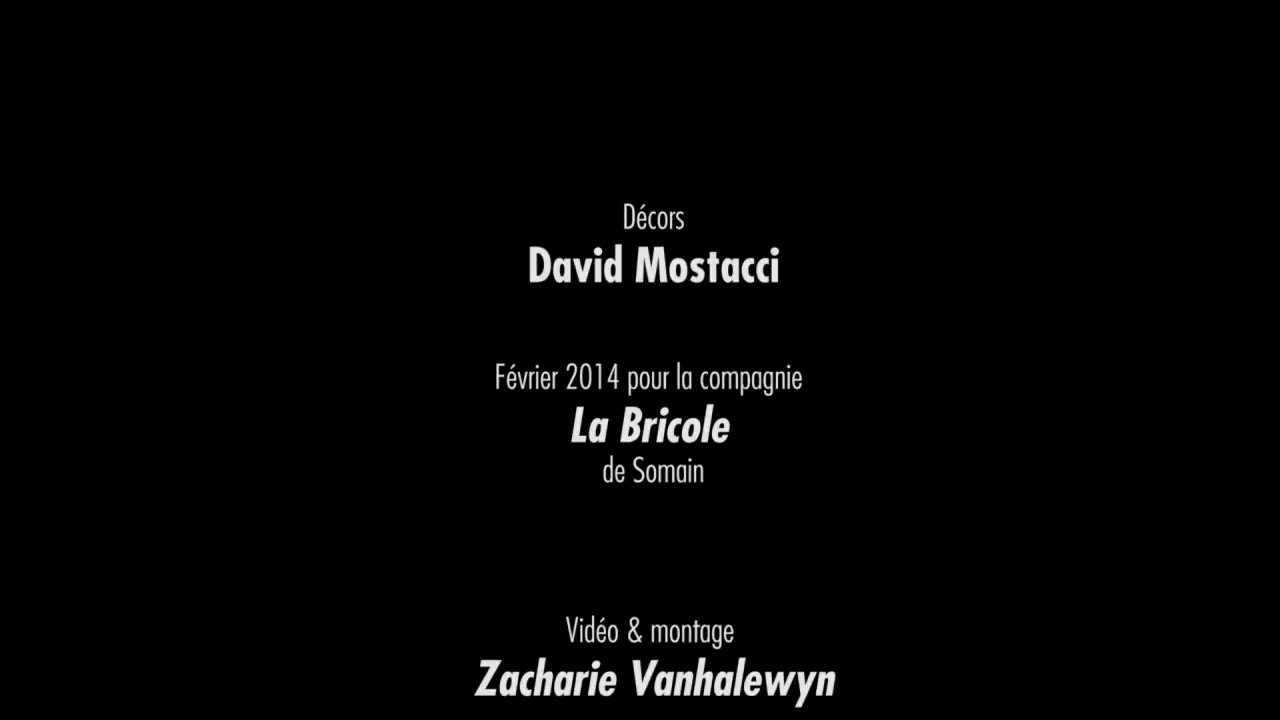 Décors
David Mostacci
Février 2014 pour la compagnie
La Bricole
de Somain
Vidéo & montage
Zacharie Vanhalewyn